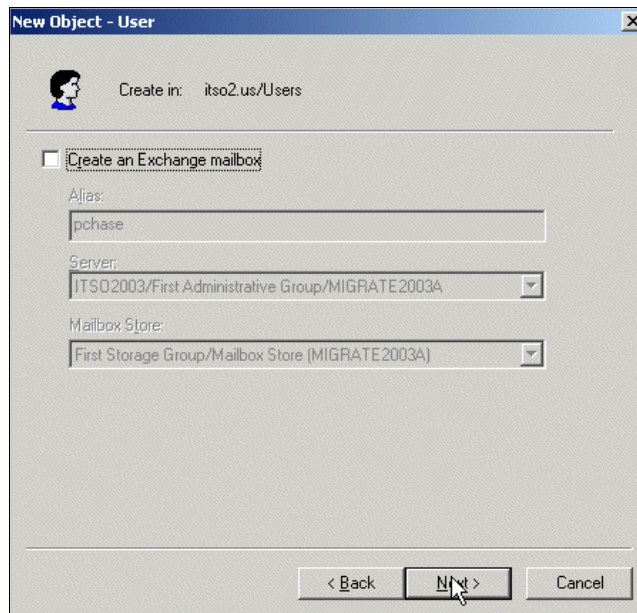 New Object - User
Create in: itso2.us/Users
Create an Exchange mailbox
Alias:
pchase
Server:
ITSO2003/First Administrative Group/MIGRATE2003A
Mailbox Store:
First Storage Group/Mailbox Store (MIGRATE2003A)
< Back Next > Cancel